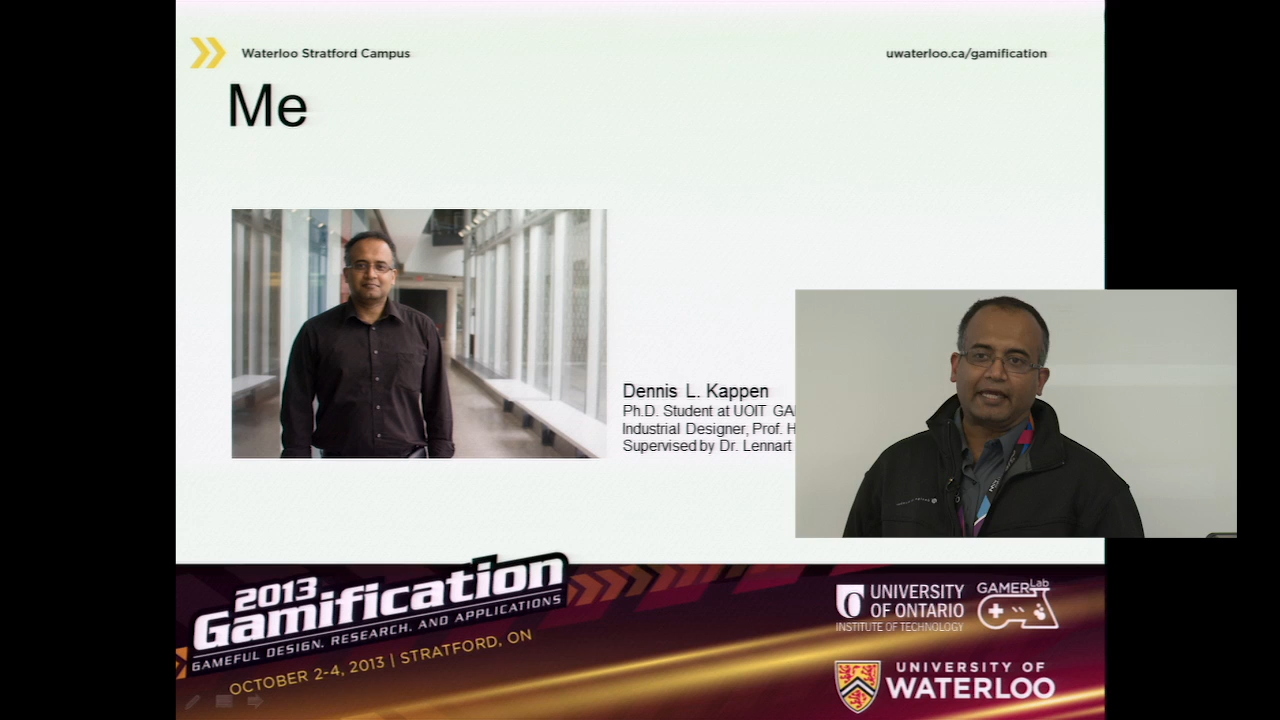 Waterloo Stratford Campus
uwaterloo.ca/gamification
Me
Dennis L. Kappen
Ph.D. Student at UOIT
Industrial Designer, Prof.
Supervised by Dr. Lennart
2013
Gamification
GAMEFUL DESIGN, RESEARCH, AND APPLICATIONS
OCTOBER 2-4, 2013 | STRATFORD, ON
UNIVERSITY
OF ONTARIO
INSTITUTE OF TECHNOLOGY
GAMER Lab
UNIVERSITY OF
WATERLOO